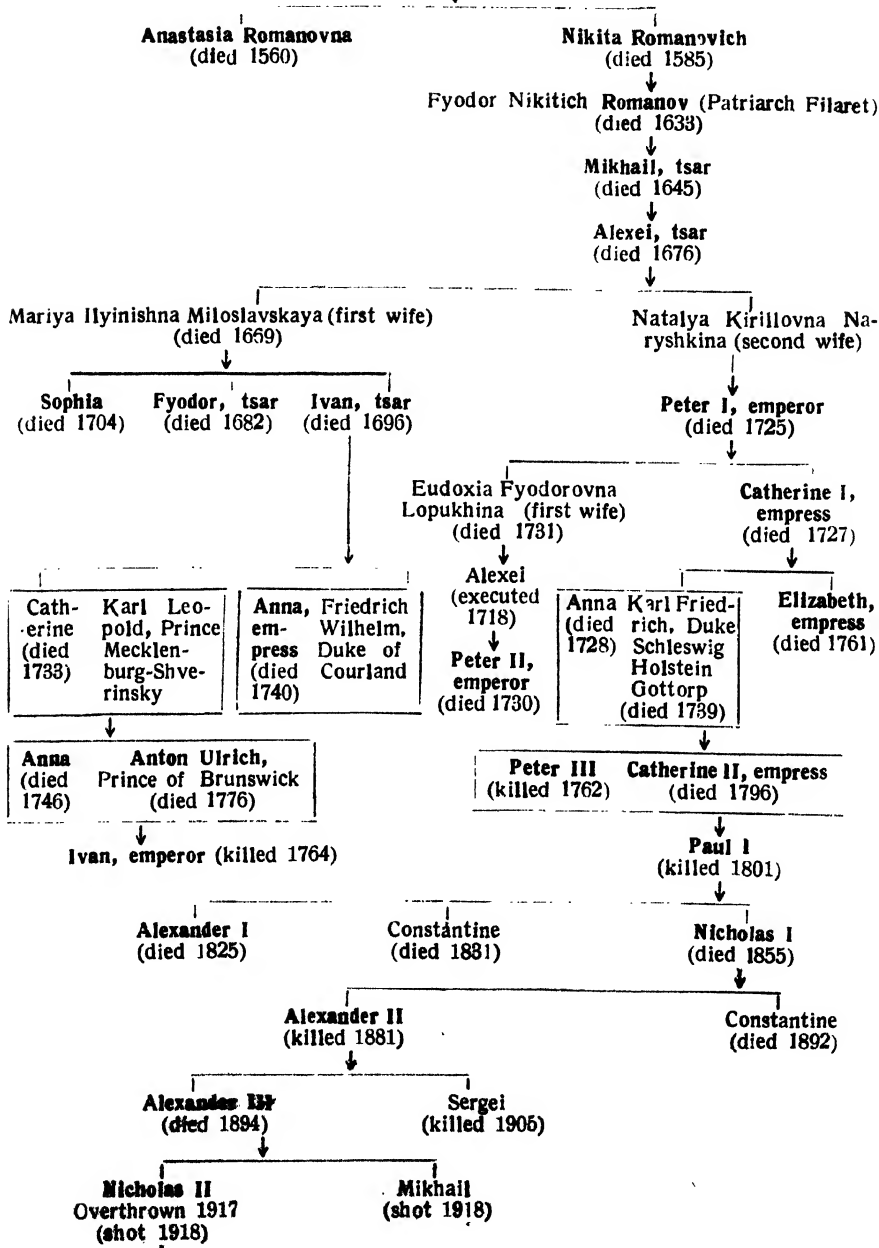 Anastasia Romanovna
(died 1560)
Nikita Romanovich
(died 1585)
Fyodor Nikitich Romanov (Patriarch Filaret)
(died 1633)
Mikhail, tsar
(died 1645)
Alexei, tsar
(died 1676)
Mariya Ilyinishna Miloslavskaya (first wife)
(died 1669)
Natalya Kirillovna Na-
ryshkina (second wife)
Sophia
(died 1704)
Fyodor, tsar
(died 1682)
Ivan, tsar
(died 1696)
Peter I, emperor
(died 1725)
Eudoxia Fyodorovna
Lopukhina (first wife)
(died 1731)
Catherine I,
empress
(died 1727)
Alexei
(executed
1718)
Peter II,
emperor
(died 1730)
Cath-
erine
(died
1733)
Karl Leo-
pold, Prince
Mecklen-
burg-Shve-
rinsky
Anna,
em-
press
(died
1740)
Friedrich
Wilhelm,
Duke of
Courland
Anna
(died
1728)
Karl Fried-
rich, Duke
Schleswig
Holstein
Gottorp
(died 1739)
Elizabeth,
empress
(died 1761)
Anna
(died
1746)
Anton Ulrich,
Prince of Brunswick
(died 1776)
Peter III
(killed 1762)
Catherine II, empress
(died 1796)
Ivan, emperor (killed 1764)
Paul I
(killed 1801)
Alexander I
(died 1825)
Constantine
(died 1831)
Nicholas I
(died 1855)
Alexander II
(killed 1881)
Constantine
(died 1892)
Alexander III
(died 1894)
Sergei
(killed 1905)
Nicholas II
Overthrown 1917
(shot 1918)
Mikhail
(shot 1918)